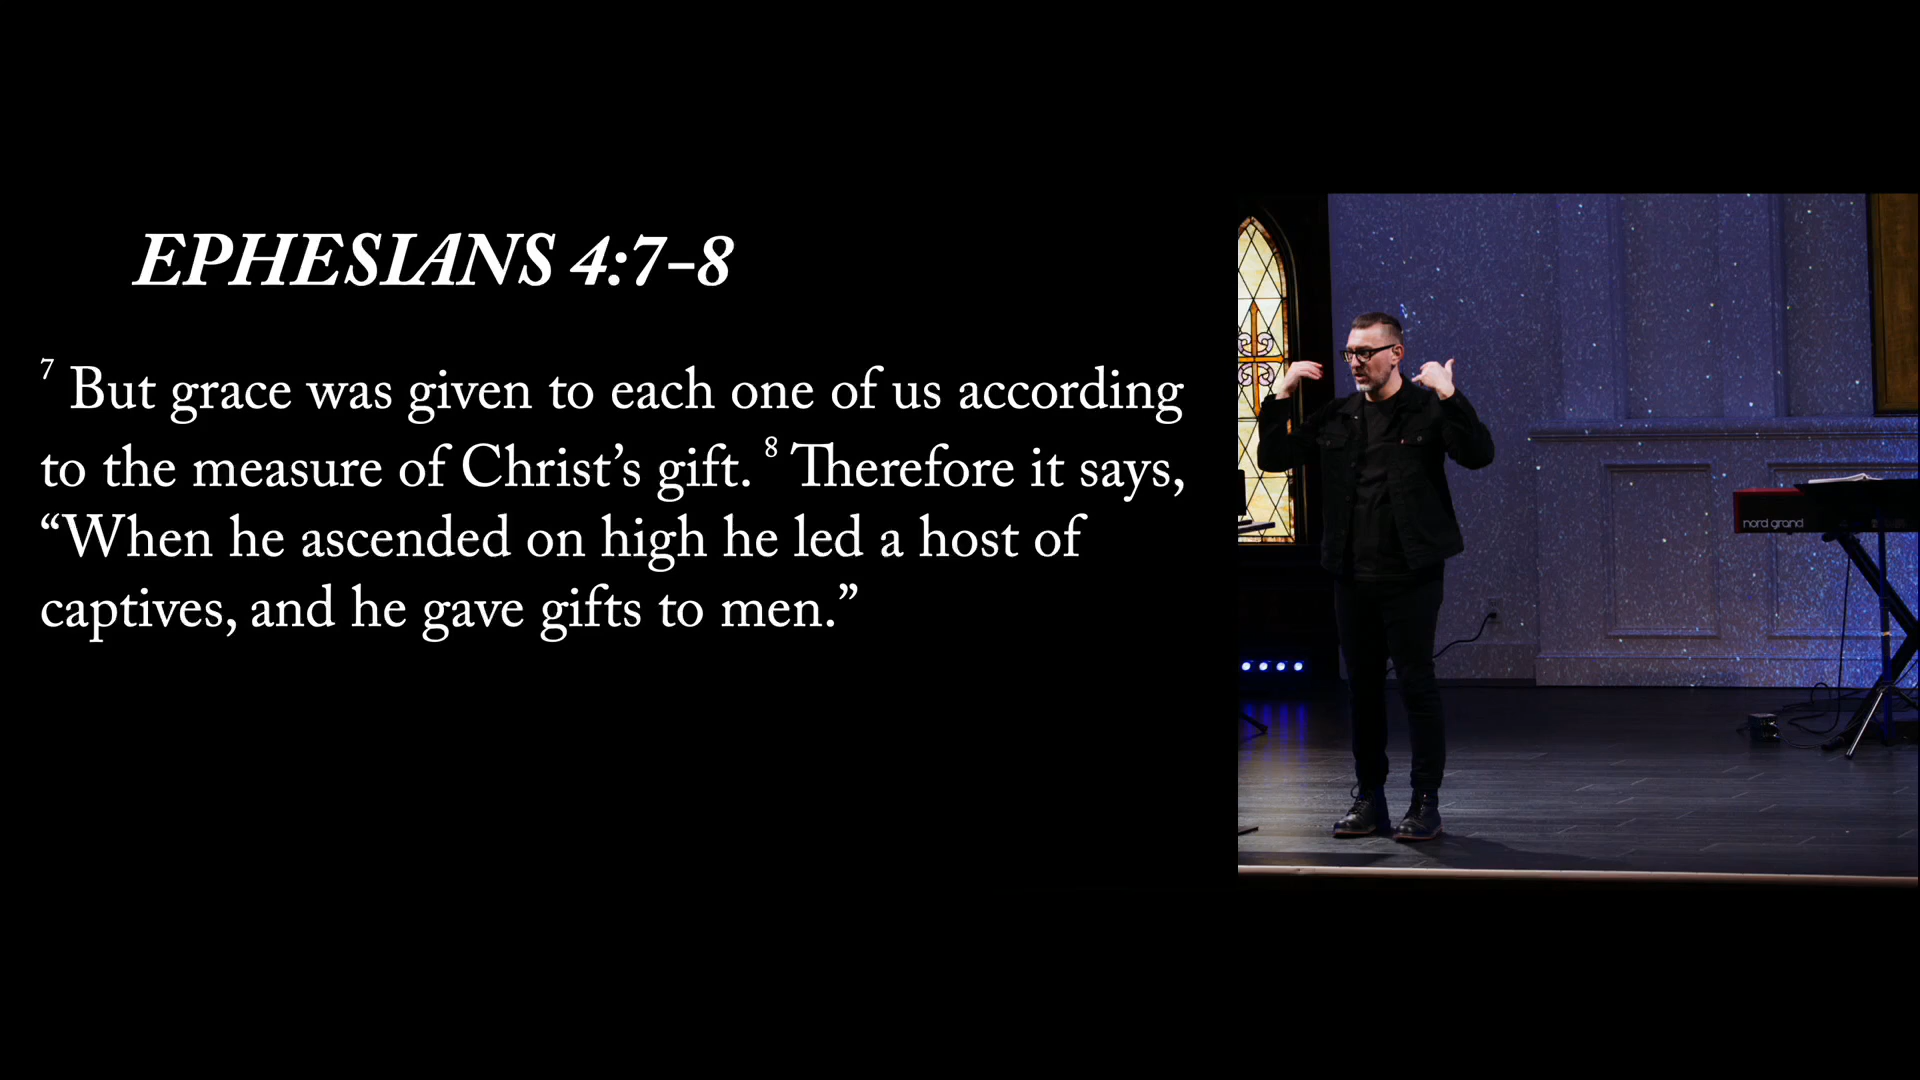 EPHESIANS 4:7–8
⁷ But grace was given to each one of us according
to the measure of Christ’s gift. ⁸ Therefore it says,
“When he ascended on high he led a host of
captives, and he gave gifts to men.”
nord grand